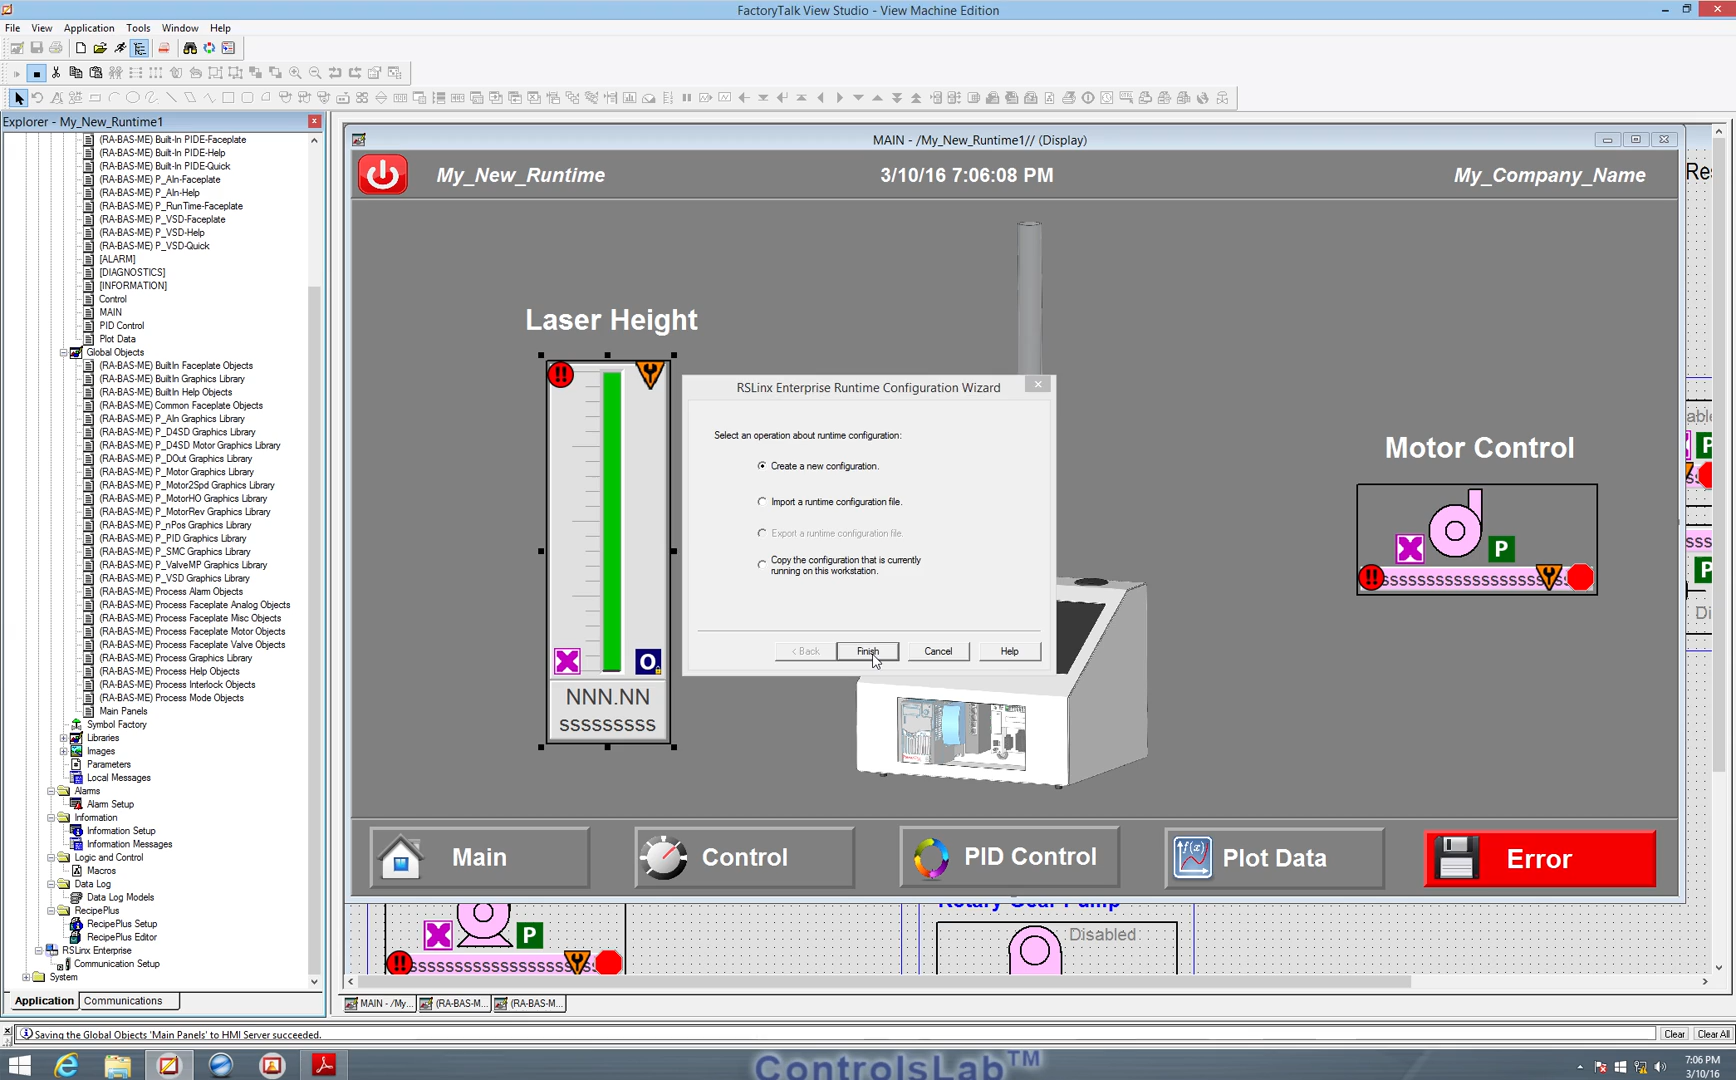 FactoryTalk View Studio - View Machine Edition
File View Application Tools Window Help
Explorer - My_New_Runtime1
(RA-BAS-ME) Built-In PIDE-Faceplate
(RA-BAS-ME) Built-In PIDE-Help
(RA-BAS-ME) Built-In PIDE-Quick
(RA-BAS-ME) P_AIn-Faceplate
(RA-BAS-ME) P_AIn-Help
(RA-BAS-ME) P_RunTime-Faceplate
(RA-BAS-ME) P_VSD-Faceplate
(RA-BAS-ME) P_VSD-Help
(RA-BAS-ME) P_VSD-Quick
[ALARM]
[DIAGNOSTICS]
[INFORMATION]
Control
MAIN
PID Control
Plot Data
Global Objects
(RA-BAS-ME) BuiltIn Faceplate Objects
(RA-BAS-ME) BuiltIn Graphics Library
(RA-BAS-ME) BuiltIn Help Objects
(RA-BAS-ME) Common Faceplate Objects
(RA-BAS-ME) P_AIn Graphics Library
(RA-BAS-ME) P_D4SD Graphics Library
(RA-BAS-ME) P_D4SD Motor Graphics Library
(RA-BAS-ME) P_DOut Graphics Library
(RA-BAS-ME) P_Motor Graphics Library
(RA-BAS-ME) P_Motor2Spd Graphics Library
(RA-BAS-ME) P_MotorHO Graphics Library
(RA-BAS-ME) P_MotorRev Graphics Library
(RA-BAS-ME) P_nPos Graphics Library
(RA-BAS-ME) P_PID Graphics Library
(RA-BAS-ME) P_SMC Graphics Library
(RA-BAS-ME) P_ValveMP Graphics Library
(RA-BAS-ME) P_VSD Graphics Library
(RA-BAS-ME) Process Alarm Objects
(RA-BAS-ME) Process Faceplate Analog Objects
(RA-BAS-ME) Process Faceplate Misc Objects
(RA-BAS-ME) Process Faceplate Motor Objects
(RA-BAS-ME) Process Faceplate Valve Objects
(RA-BAS-ME) Process Graphics Library
(RA-BAS-ME) Process Help Objects
(RA-BAS-ME) Process Interlock Objects
(RA-BAS-ME) Process Mode Objects
Main Panels
Symbol Factory
Libraries
Images
Parameters
Local Messages
Alarms
Alarm Setup
Information
Information Setup
Information Messages
Logic and Control
Macros
Data Log
Data Log Models
RecipePlus
RecipePlus Setup
RecipePlus Editor
RSLinx Enterprise
Communication Setup
System
Application Communications
MAIN - /My_New_Runtime1// (Display)
My_New_Runtime 3/10/16 7:06:08 PM My_Company_Name
Laser Height
!!
X O
NNN.NN
sssssssss
RSLinx Enterprise Runtime Configuration Wizard
Select an operation about runtime configuration:
Create a new configuration.
Import a runtime configuration file.
Export a runtime configuration file.
Copy the configuration that is currently
running on this workstation.
< Back Finish Cancel Help
Motor Control
X P
!!
Main Control PID Control f(x) Plot Data Error
X P
!!
Disabled
MAIN - /My... (RA-BAS-M... (RA-BAS-M...
Saving the Global Objects 'Main Panels' to HMI Server succeeded. Clear Clear All
ControlsLab™
7:06 PM
3/10/16